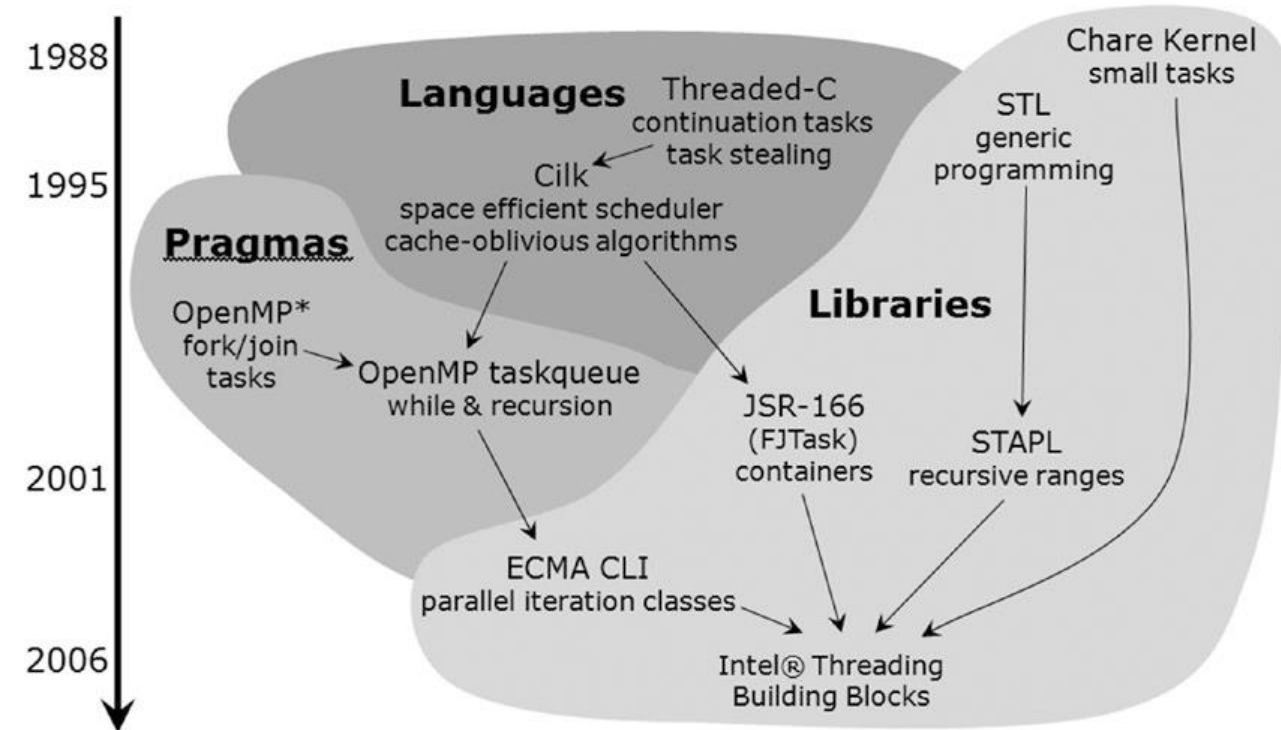 1988
1995
2001
2006
Languages
Threaded-C
continuation tasks
task stealing
Cilk
space efficient scheduler
cache-oblivious algorithms
Pragmas
OpenMP*
fork/join
tasks
OpenMP taskqueue
while & recursion
Libraries
Chare Kernel
small tasks
STL
generic
programming
JSR-166
(FJTask)
containers
STAPL
recursive ranges
ECMA CLI
parallel iteration classes
Intel® Threading
Building Blocks